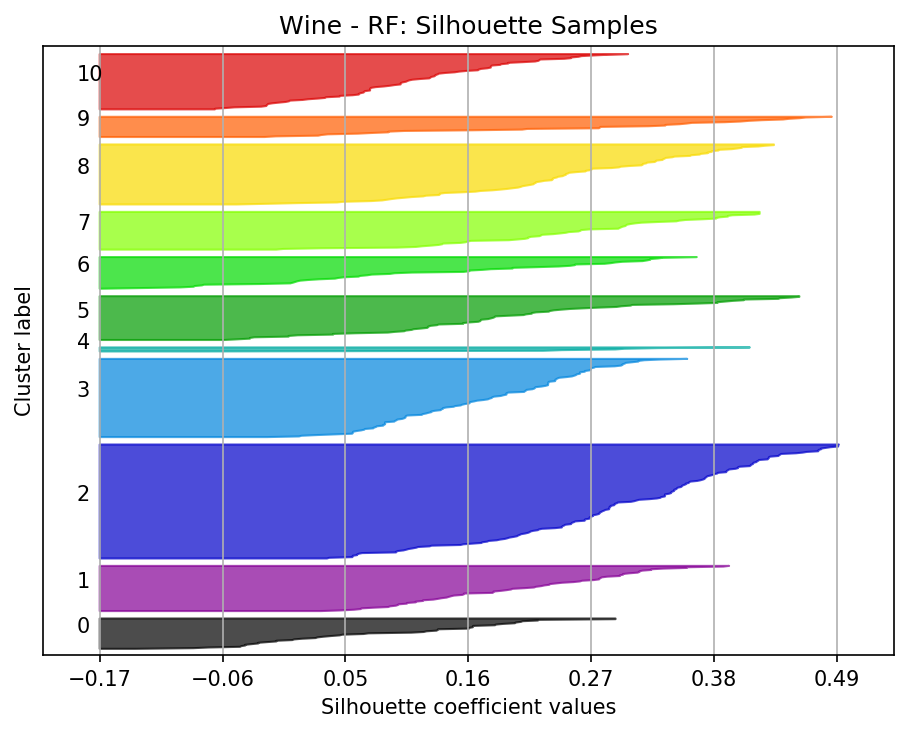 Wine - RF: Silhouette Samples
Cluster label
10
9
8
7
6
5
4
3
2
1
0
−0.17 −0.06 0.05 0.16 0.27 0.38 0.49
Silhouette coefficient values